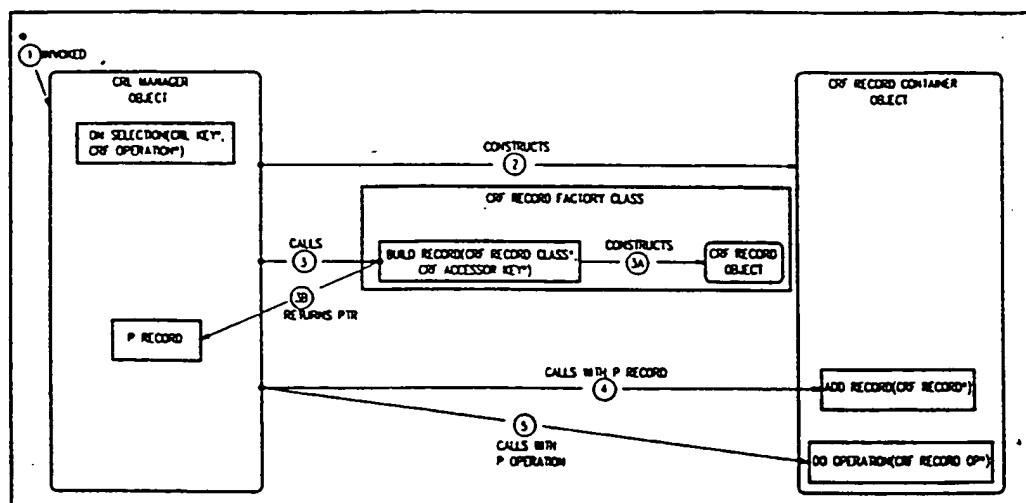 1 INVOKED
CRL MANAGER
OBJECT
CRF RECORD CONTAINER
OBJECT
ON SELECTION(CRL KEY*,
CRF OPERATION*)
CONSTRUCTS
2
CRF RECORD FACTORY CLASS
CALLS
3
BUILD RECORD(CRF RECORD CLASS*,
CRF ACCESSOR KEY*)
CONSTRUCTS
3A
CRF RECORD
OBJECT
3B
RETURNS PTR
P RECORD
CALLS WITH P RECORD
4
ADD RECORD(CRF RECORD*)
5
CALLS WITH
P OPERATION
DO OPERATION(CRF RECORD OP*)